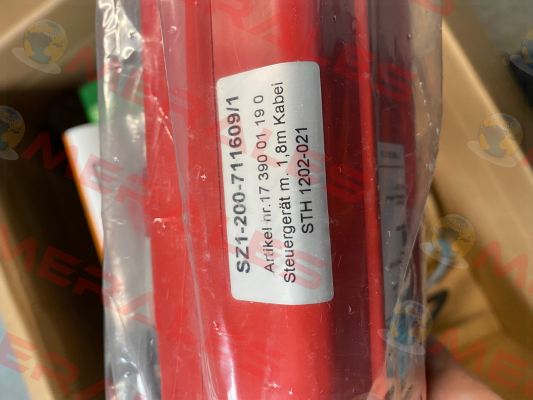 SZ1-200-711609/1
Artikel nr.17 390 01 19 0
Steuergerät m. 1,8m Kabel
STH 1202-021